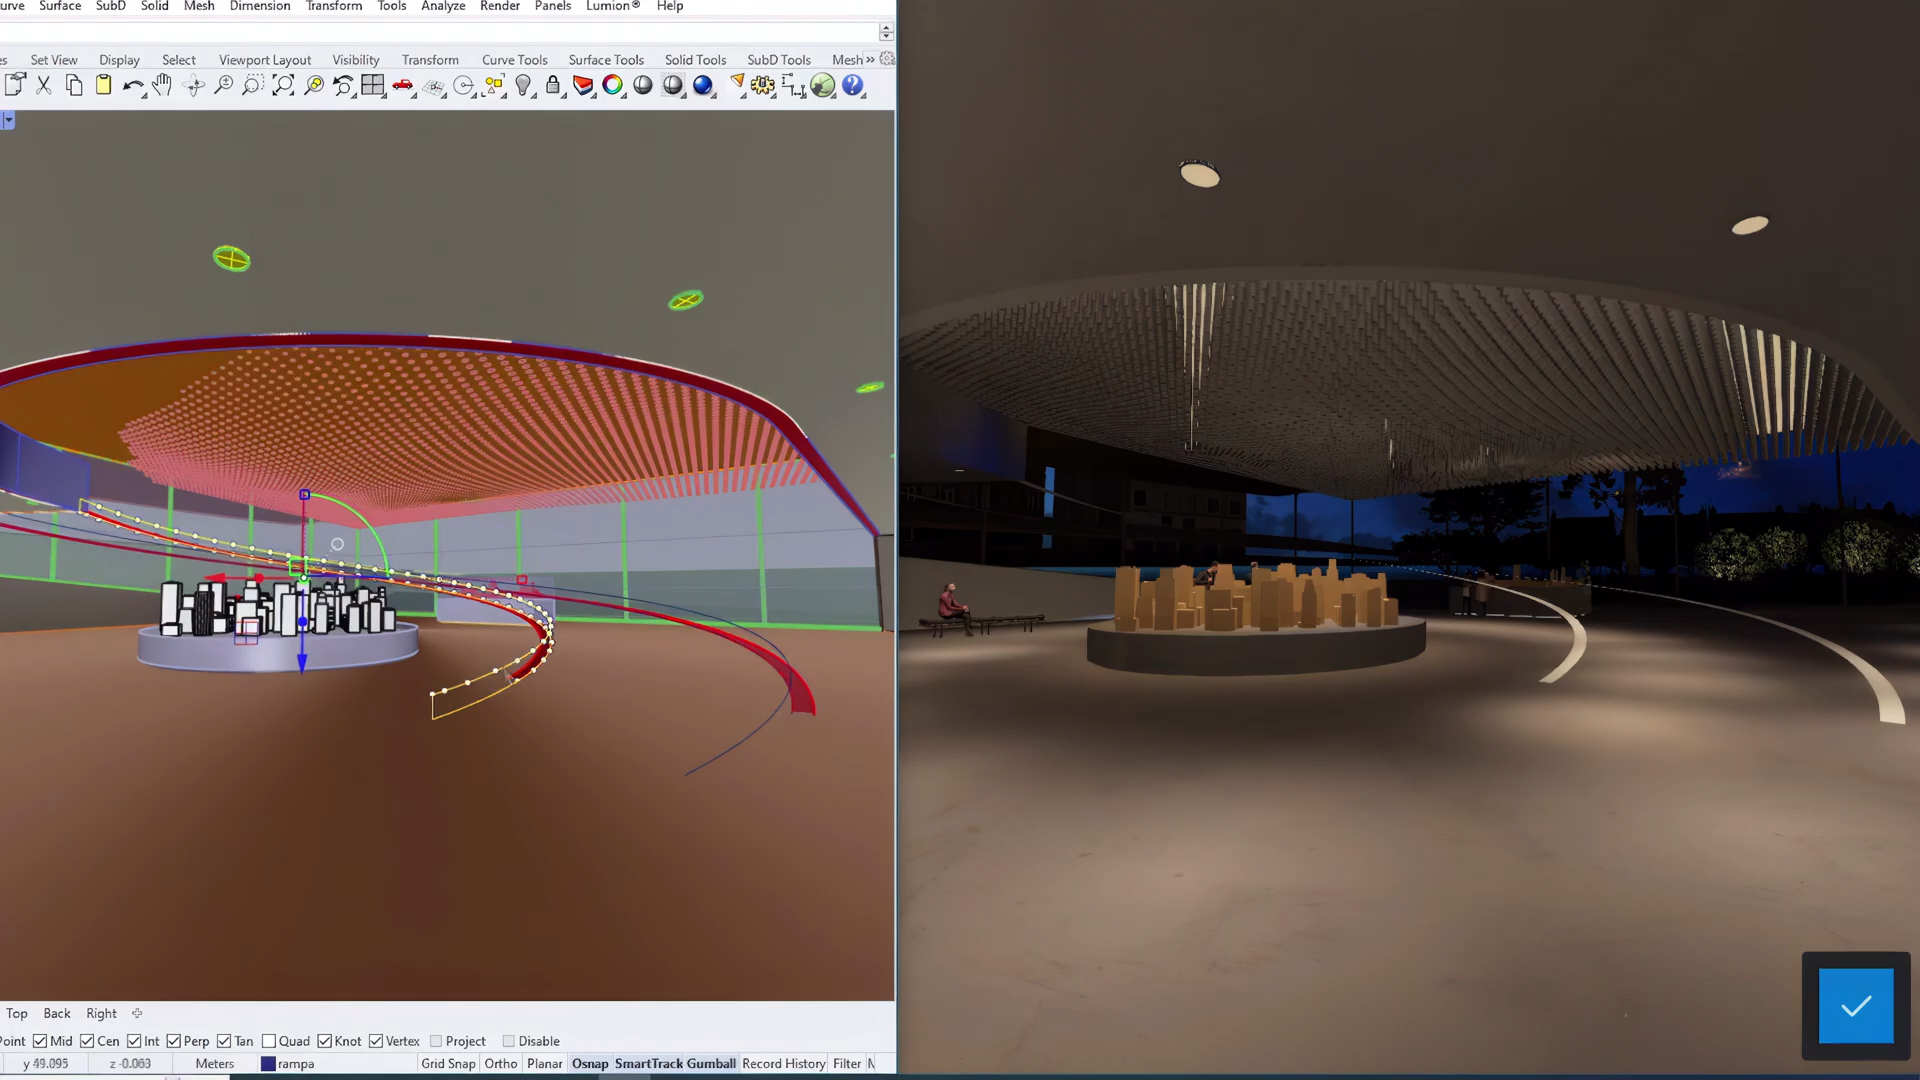 Surface SubD Solid Mesh Dimension Transform Tools Analyze Render Panels Lumion® Help
Set View Display Select Viewport Layout Visibility Transform Curve Tools Surface Tools Solid Tools SubD Tools Mesh »
Top Back Right
Mid Cen Int Perp Tan Quad Knot Vertex Project Disable
y 49.095 z -0.063 Meters rampa Grid Snap Ortho Planar Osnap SmartTrack Gumball Record History Filter